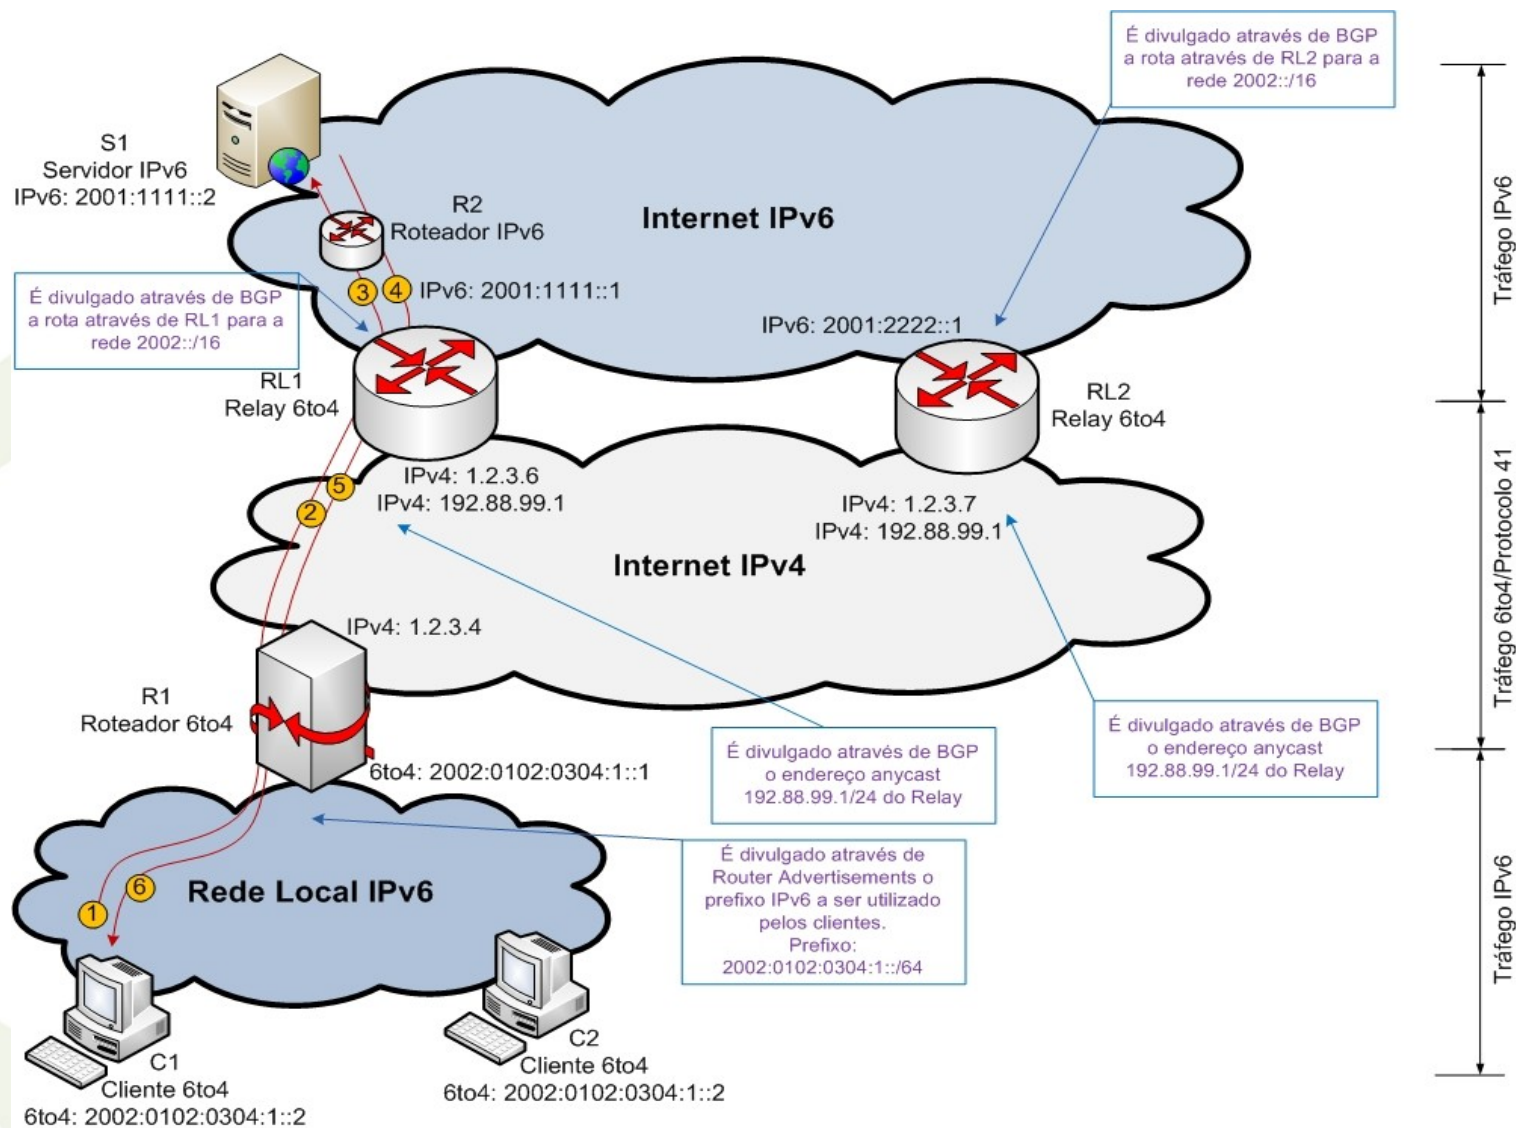 É divulgado através de BGP
a rota através de RL2 para a
rede 2002::/16
S1
Servidor IPv6
IPv6: 2001:1111::2
R2
Roteador IPv6
Internet IPv6
Tráfego IPv6
3
4
IPv6: 2001:1111::1
É divulgado através de BGP
a rota através de RL1 para a
rede 2002::/16
IPv6: 2001:2222::1
RL1
Relay 6to4
RL2
Relay 6to4
IPv4: 1.2.3.6
IPv4: 192.88.99.1
5
2
IPv4: 1.2.3.7
IPv4: 192.88.99.1
Internet IPv4
Tráfego 6to4/Protocolo 41
IPv4: 1.2.3.4
R1
Roteador 6to4
6to4: 2002:0102:0304:1::1
É divulgado através de BGP
o endereço anycast
192.88.99.1/24 do Relay
É divulgado através de BGP
o endereço anycast
192.88.99.1/24 do Relay
É divulgado através de
Router Advertisements o
prefixo IPv6 a ser utilizado
pelos clientes.
Prefixo:
2002:0102:0304:1::/64
Rede Local IPv6
6
1
Tráfego IPv6
C1
Cliente 6to4
6to4: 2002:0102:0304:1::2
C2
Cliente 6to4
6to4: 2002:0102:0304:1::2